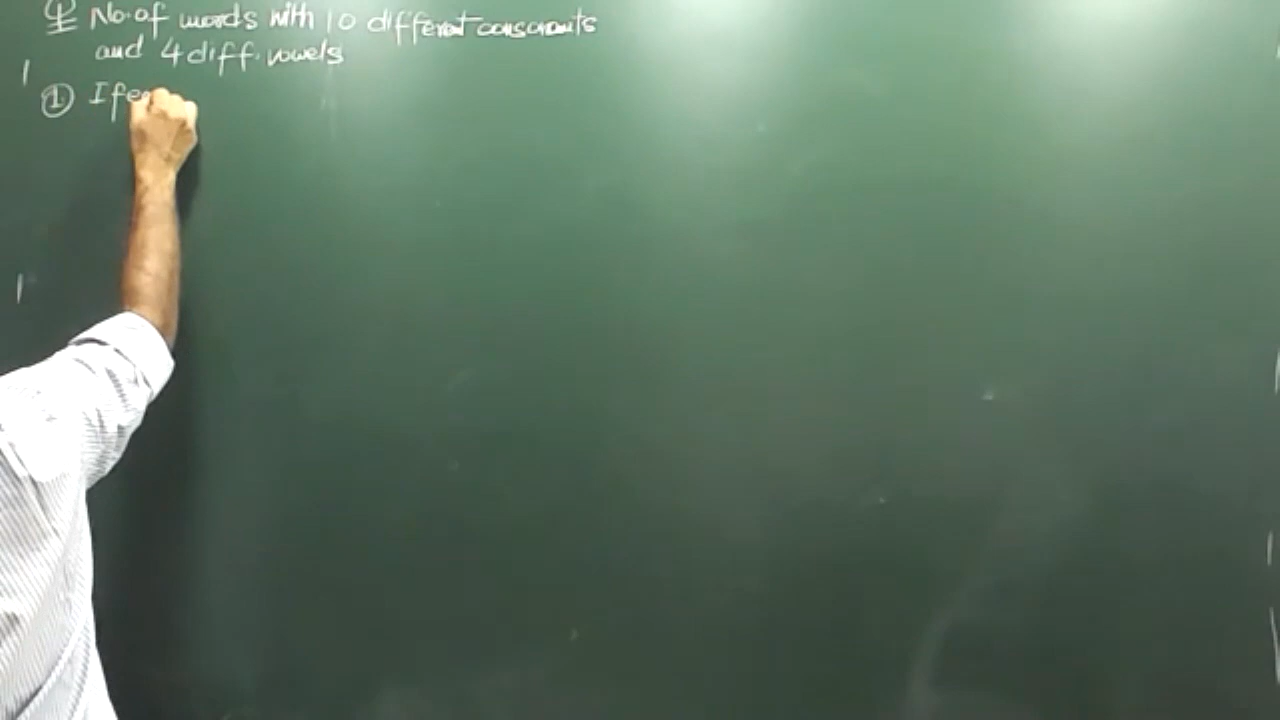 Q No. of words with 10 different consonants
and 4 diff. vowels
① If e